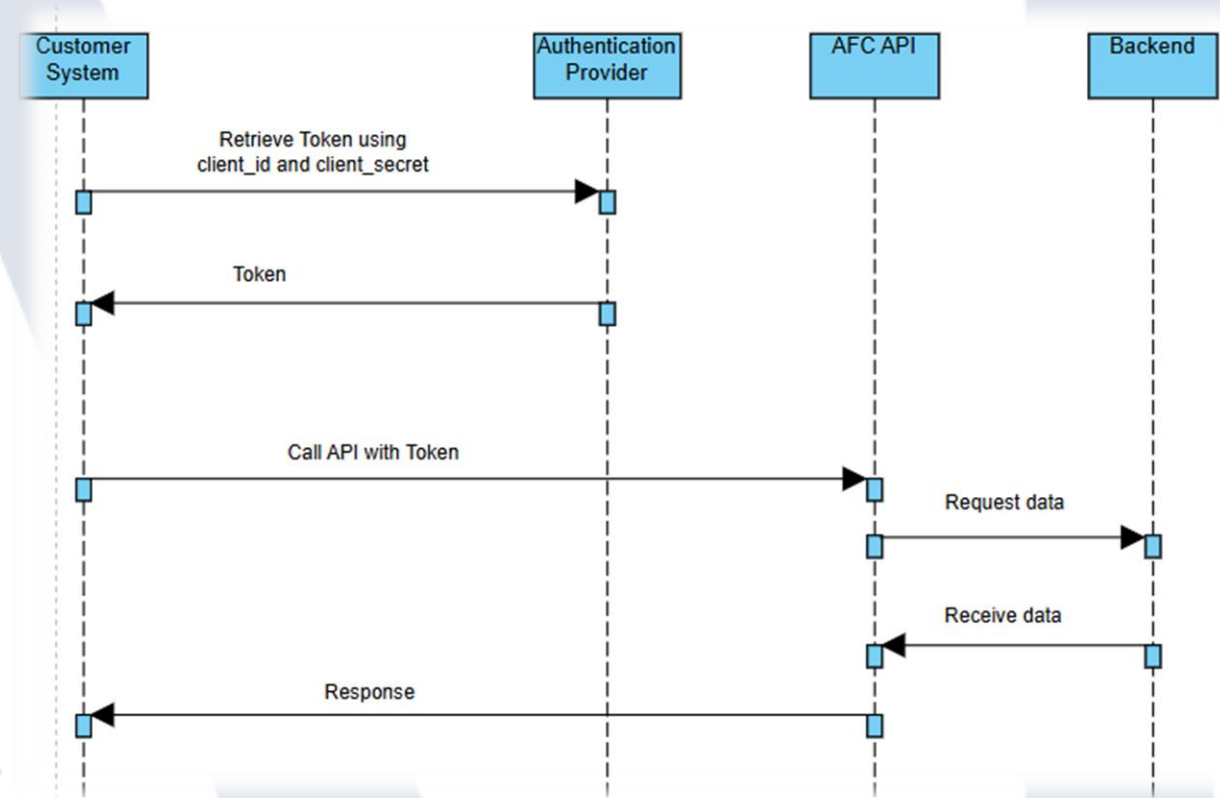 Customer
System
Authentication
Provider
AFC API
Backend
Retrieve Token using
client_id and client_secret
Token
Call API with Token
Request data
Receive data
Response